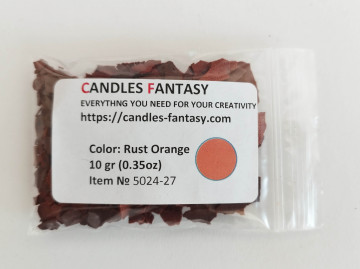 CANDLES FANTASY
EVERYTHNG YOU NEED FOR YOUR CREATIVITY
https://candles-fantasy.com
Color: Rust Orange
10 gr (0.35oz)
Item № 5024-27